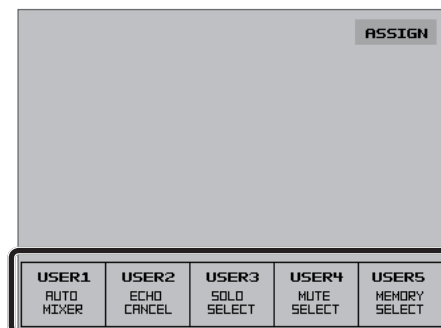 ASSIGN
USER1 USER2 USER3 USER4 USER5
AUTO ECHO SOLO MUTE MEMORY
MIXER CANCEL SELECT SELECT SELECT